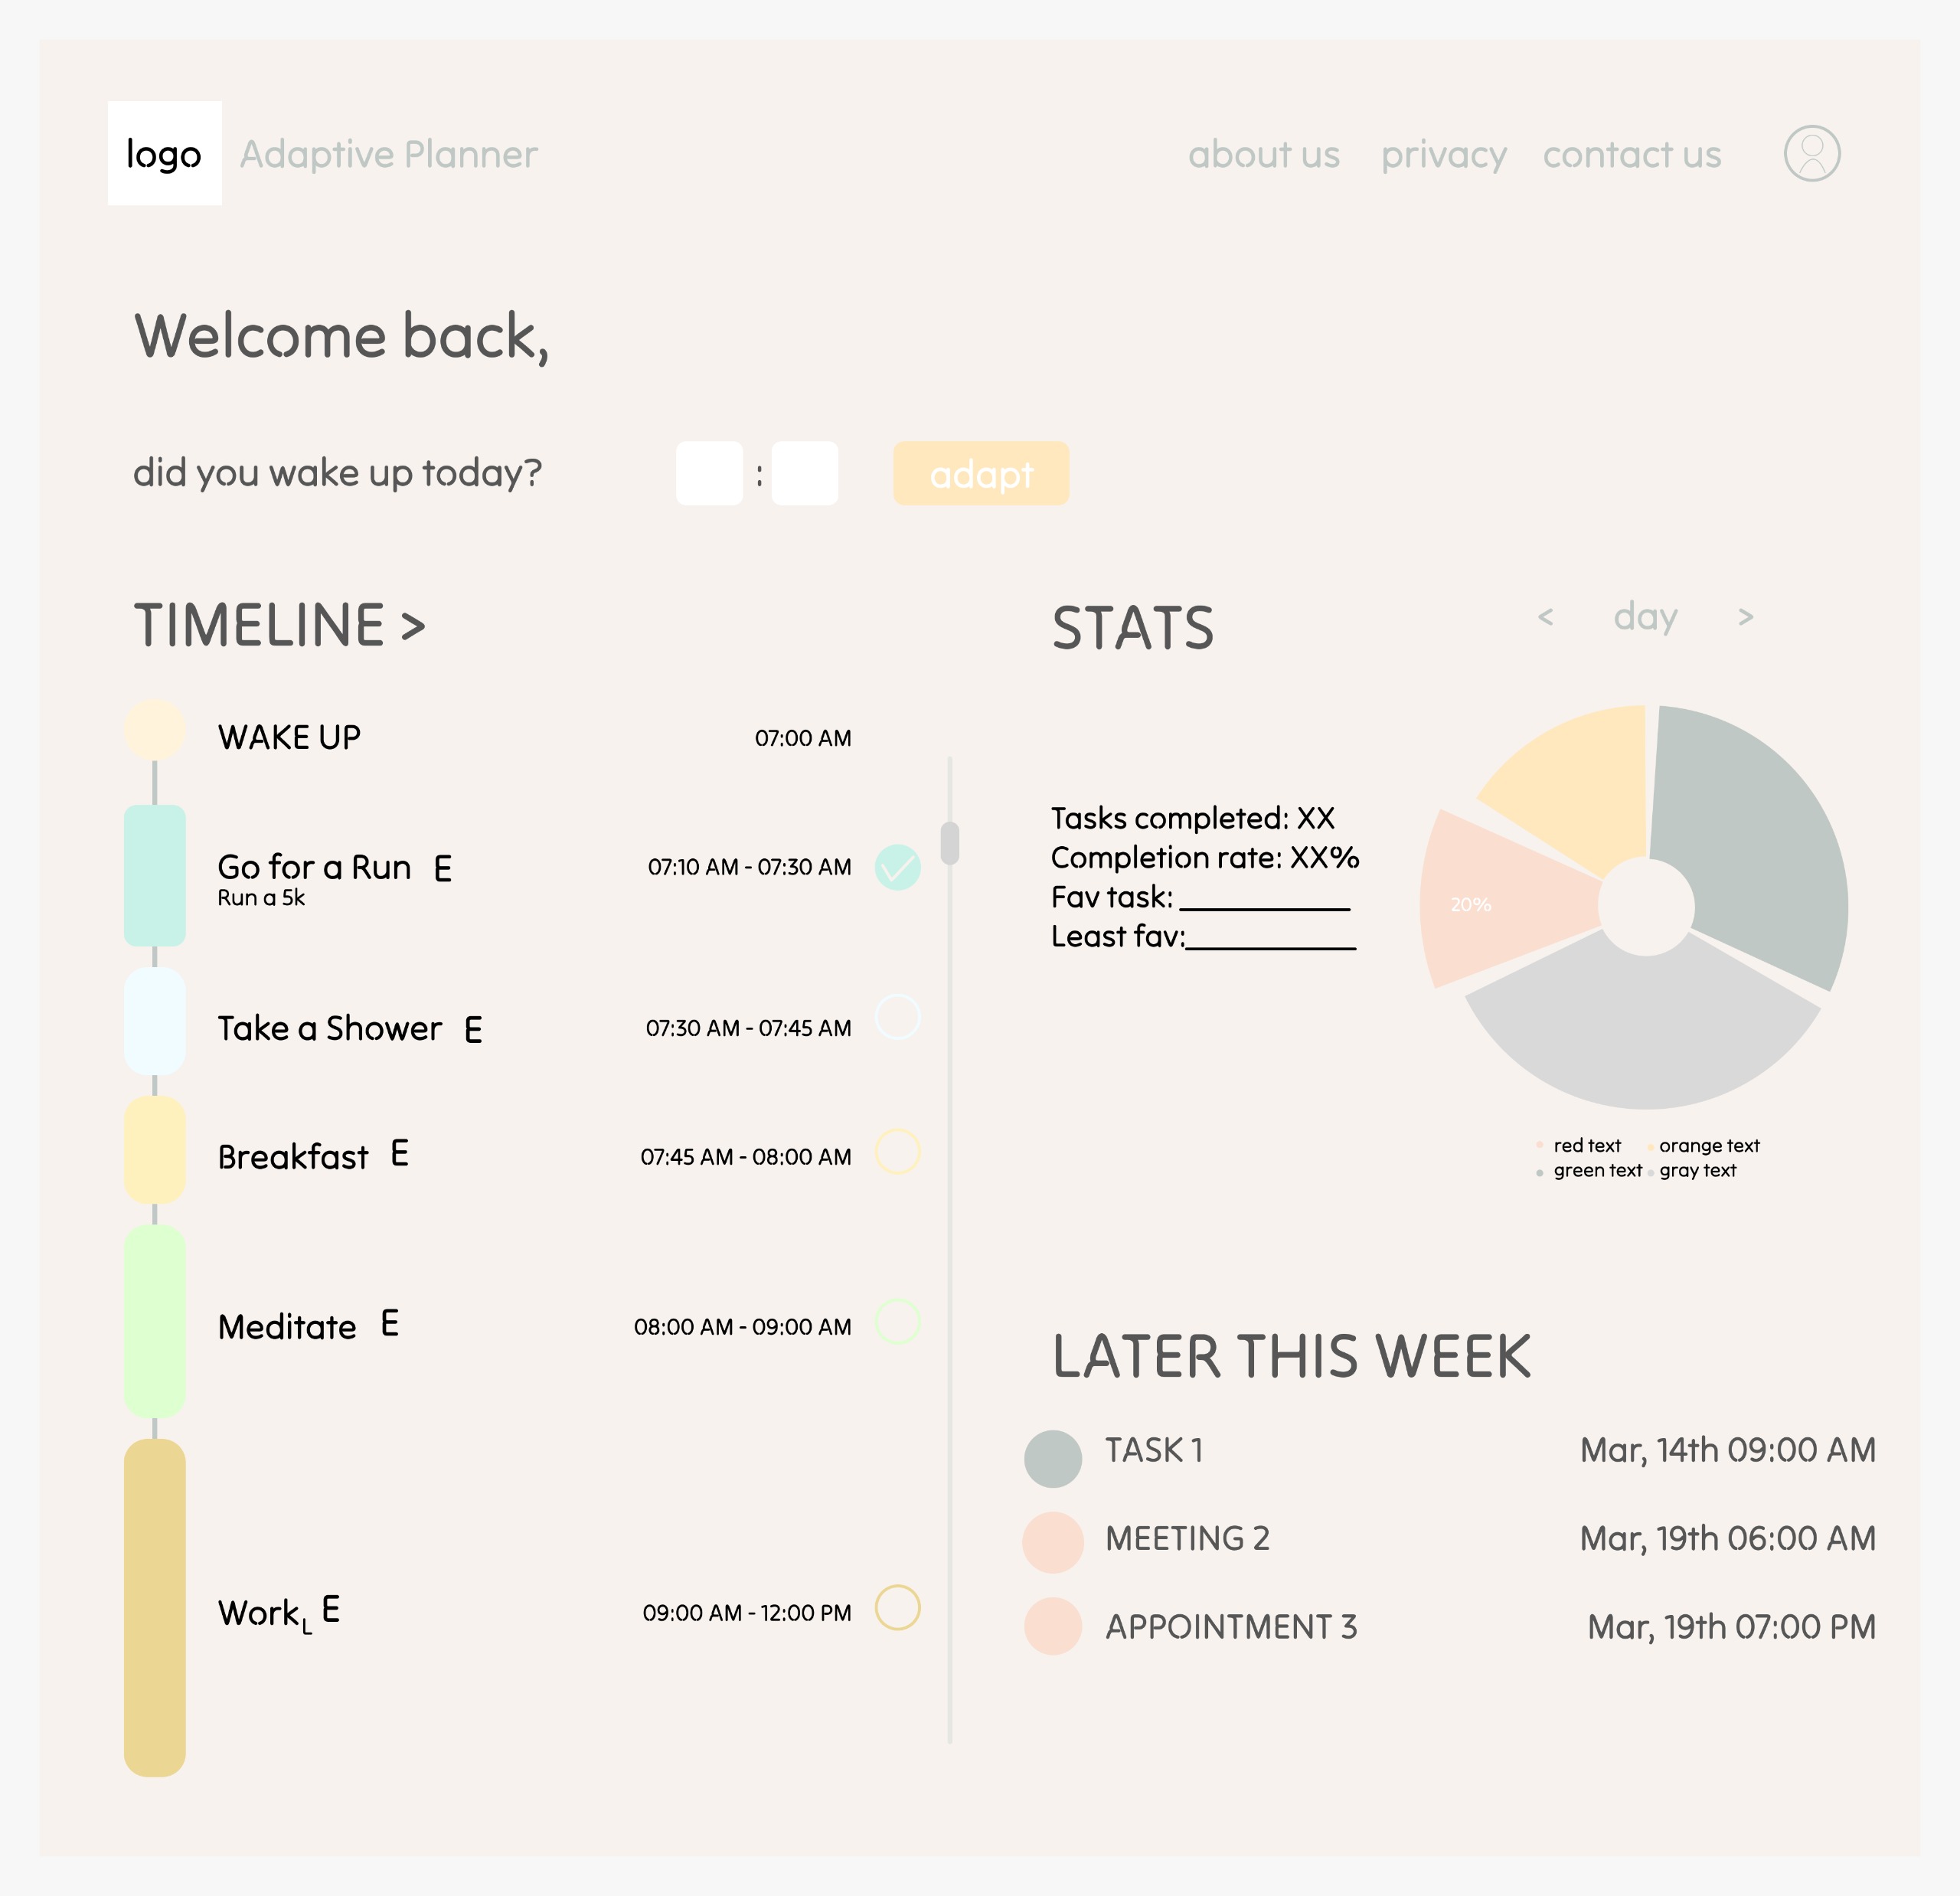 logo Adaptive Planner about us privacy contact us
Welcome back,
did you wake up today? : adapt
TIMELINE >
WAKE UP 07:00 AM
Go for a Run E 07:10 AM - 07:30 AM
Run a 5k
Take a Shower E 07:30 AM - 07:45 AM
Breakfast E 07:45 AM - 08:00 AM
Meditate E 08:00 AM - 09:00 AM
Work L E 09:00 AM - 12:00 PM
STATS < day >
Tasks completed: XX
Completion rate: XX%
Fav task: ____________
Least fav:____________
20%
red text orange text
green text gray text
LATER THIS WEEK
TASK 1 Mar, 14th 09:00 AM
MEETING 2 Mar, 19th 06:00 AM
APPOINTMENT 3 Mar, 19th 07:00 PM